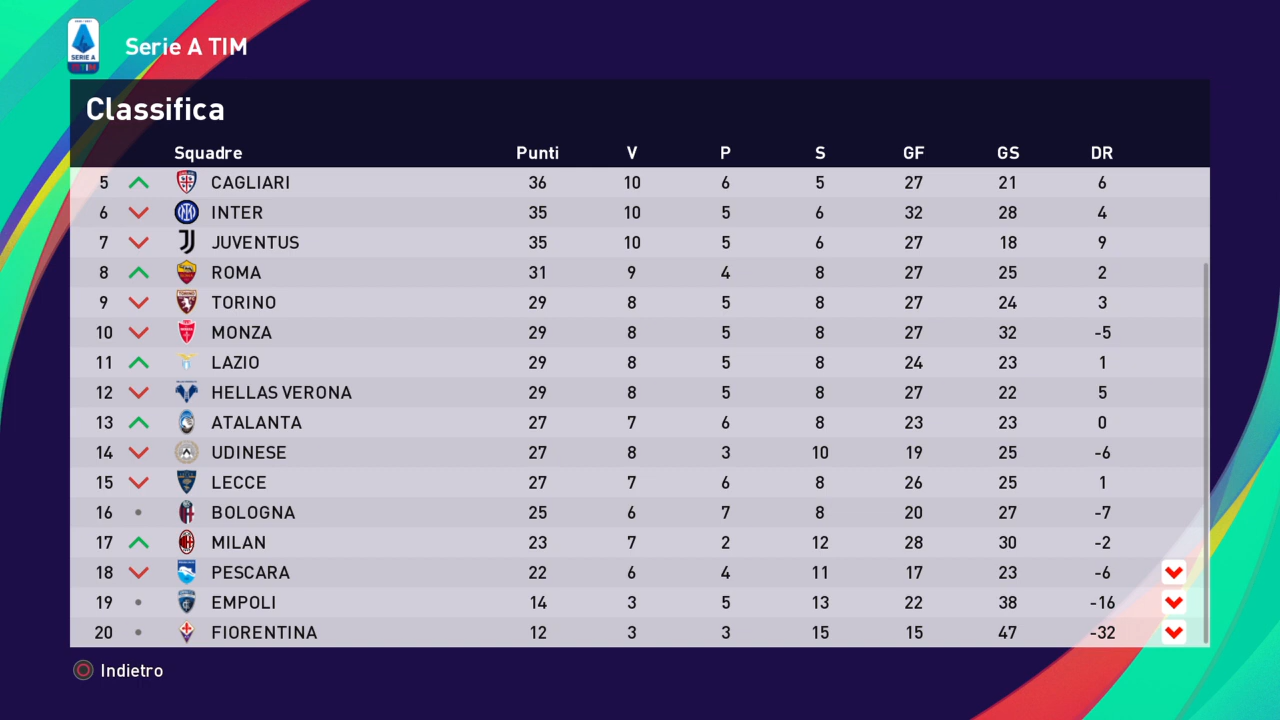 SERIE A
TIM
Serie A TIM
Classifica
Squadre Punti V P S GF GS DR
5 CAGLIARI 36 10 6 5 27 21 6
6 INTER 35 10 5 6 32 28 4
7 JUVENTUS 35 10 5 6 27 18 9
8 ROMA 31 9 4 8 27 25 2
9 TORINO 29 8 5 8 27 24 3
10 MONZA 29 8 5 8 27 32 -5
11 LAZIO 29 8 5 8 24 23 1
12 HELLAS VERONA 29 8 5 8 27 22 5
13 ATALANTA 27 7 6 8 23 23 0
14 UDINESE 27 8 3 10 19 25 -6
15 LECCE 27 7 6 8 26 25 1
16 BOLOGNA 25 6 7 8 20 27 -7
17 MILAN 23 7 2 12 28 30 -2
18 PESCARA 22 6 4 11 17 23 -6
19 EMPOLI 14 3 5 13 22 38 -16
20 FIORENTINA 12 3 3 15 15 47 -32
Indietro